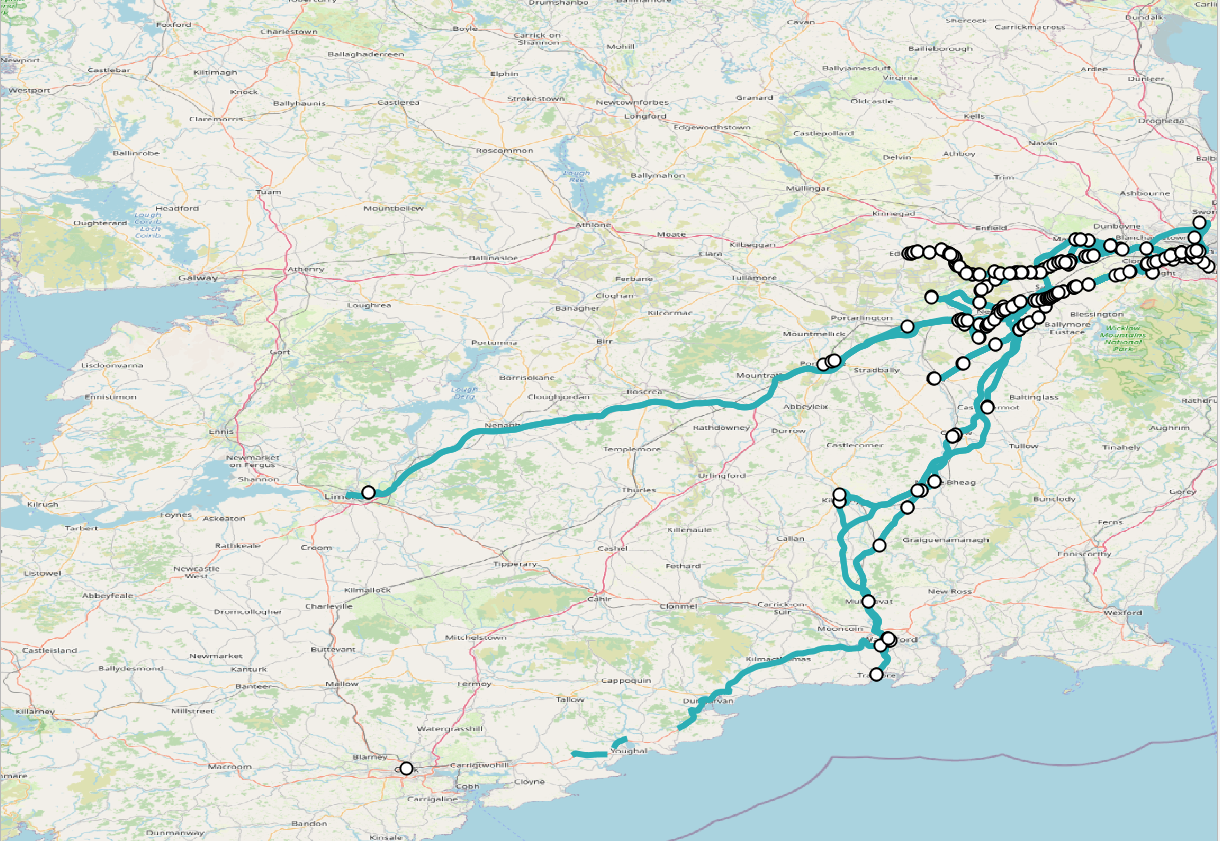 Drumshanbo
Ballinamore
Carlin
Foxford
Charlestown
Boyle
Carrick on
Shannon
Mohill
Cavan
Shercock
Carrickmacross
Dundalk
Newport
Castlebar
Kiltimagh
Ballaghadereen
Elphin
Ballyjamesduff
Virginia
Bailieborough
Ardee
Dunleer
Westport
Knock
Ballyhaunis
Castlerea
Strokestown
Newtownforbes
Longford
Granard
Oldcastle
Claremorris
Edgeworthstown
Castlepollard
Kells
Drogheda
Navan
Ballinrobe
Roscommon
Lough
Ree
Ballymahon
Delvin
Athboy
Trim
Balb
Tuam
Mullingar
Ashbourne
Headford
Mountbellew
Kinnegad
Oughterard
Lough
Corrib
Loch
Coirib
Athlone
Moate
Kilbeggan
Enfield
Dunboyne
Swor
Ballinasloe
Clara
Galway
Athenry
Ferbane
Tullamore
Loughrea
Cloghan
Kilcormac
Portarlington
Blessington
Ballymore
Eustace
Wicklow
Mountains
National
Park
Gort
Portumna
Birr
Mountmellick
Lisdoonvarna
Borrisokane
Mountrath
Stradbally
Ennistimon
Lough
Derg
Cloughjordan
Roscrea
Abbeyleix
Baltinglass
Rathdru
Ennis
Nenagh
Rathdowney
Durrow
Castlecomer
Tullow
Tinahely
Aughrim
Newmarket
on Fergus
Shannon
Templemore
Urlingford
Kilrush
Foynes
Askeaton
Thurles
Bunclody
Gorey
Tarbert
Killenaule
Callan
Ferns
Rathkeale
Croom
Cashel
Graiguenamanagh
Enniscorthy
Listowel
Newcastle
West
Tipperary
Fethard
Abbeyfeale
Kilmallock
Cahir
Clonmel
Carrick-on-
Suir
New Ross
Dromcollogher
Charleville
Mooncoin
Wexford
Castleisland
Newmarket
Buttevant
Mitchelstown
Kilmacthomas
Ballydesmond
Kanturk
Banteer
Mallow
Fermoy
Cappoquin
Tallow
Dungarvan
Killarney
Millstreet
Watergrasshill
Youghal
Macroom
Blarney
Carrigtwohill
Cobh
Cloyne
Carrigaline
Bandon
Dunmanway
Kinsale